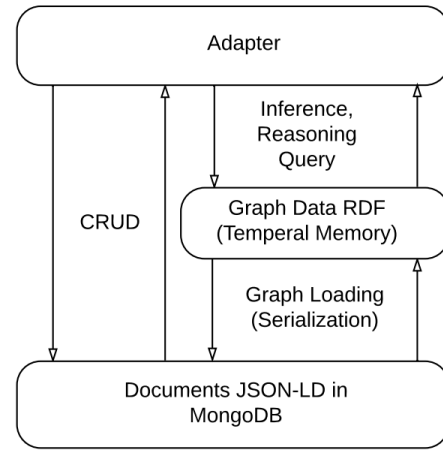 Adapter
Inference,
Reasoning
Query
CRUD
Graph Data RDF
(Temperal Memory)
Graph Loading
(Serialization)
Documents JSON-LD in
MongoDB